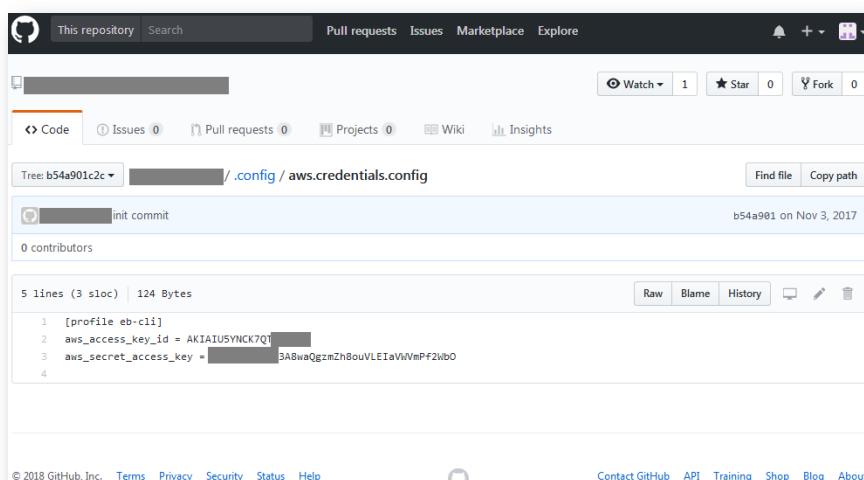 This repository Search Pull requests Issues Marketplace Explore
Watch 1 Star 0 Fork 0
Code Issues 0 Pull requests 0 Projects 0 Wiki Insights
Tree: b54a901c2c / .config / aws.credentials.config Find file Copy path
init commit b54a901 on Nov 3, 2017
0 contributors
5 lines (3 sloc) 124 Bytes Raw Blame History
1 [profile eb-cli]
2 aws_access_key_id = AKIAIU5YNCK7QT
3 aws_secret_access_key = 3A8waQgzmZh8ouVLEIaVWVmPf2WbO
4
© 2018 GitHub, Inc. Terms Privacy Security Status Help Contact GitHub API Training Shop Blog About